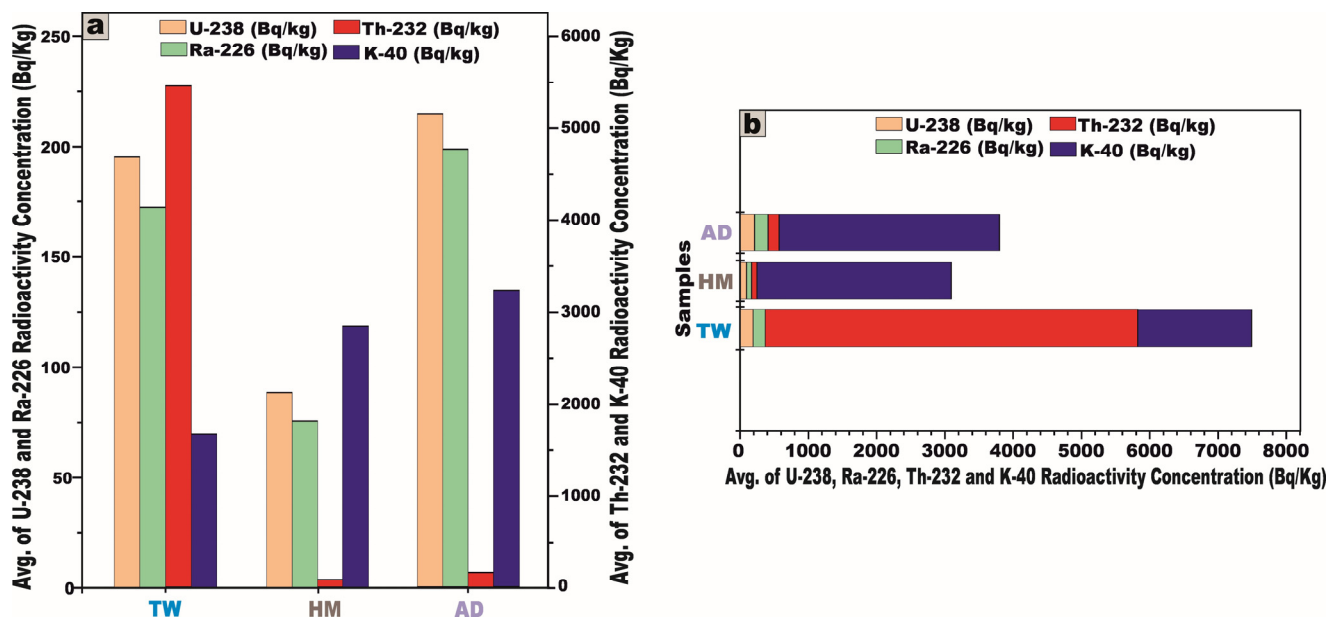 a
U-238 (Bq/kg)
Th-232 (Bq/kg)
Ra-226 (Bq/kg)
K-40 (Bq/kg)
Avg. of U-238 and Ra-226 Radioactivity Concentration (Bq/Kg)
250
200
150
100
50
0
6000
5000
4000
3000
2000
1000
0
Avg. of Th-232 and K-40 Radioactivity Concentration (Bq/Kg)
TW
HM
AD
b
U-238 (Bq/kg)
Th-232 (Bq/kg)
Ra-226 (Bq/kg)
K-40 (Bq/kg)
Samples
AD
HM
TW
0 1000 2000 3000 4000 5000 6000 7000 8000
Avg. of U-238, Ra-226, Th-232 and K-40 Radioactivity Concentration (Bq/Kg)